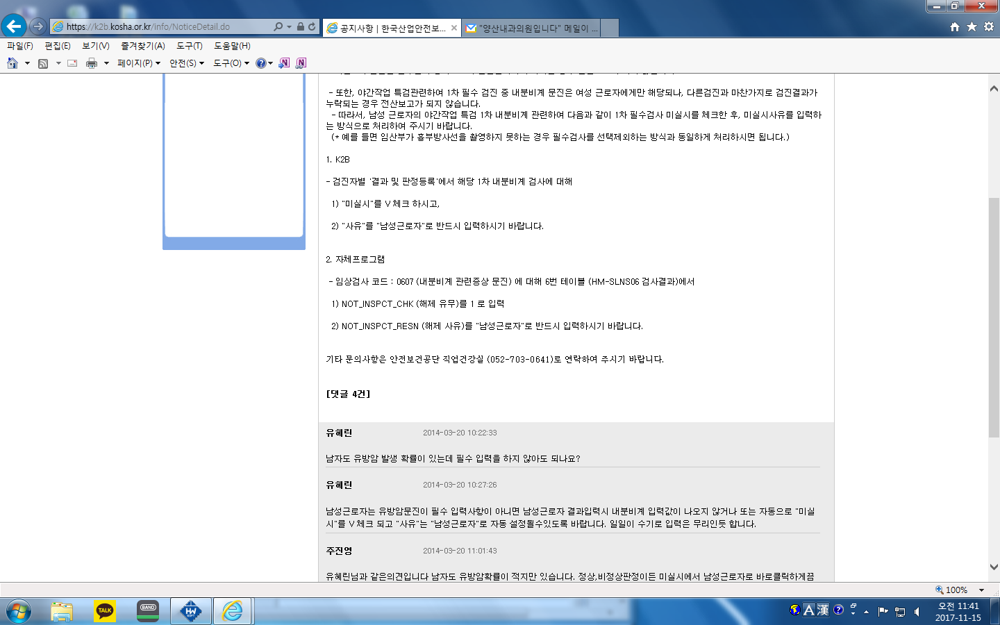 https://k2b.kosha.or.kr/info/NoticeDetail.do
공지사항 | 한국산업안전보...
"양산내과의원입니다" 메일이 ...
파일(F) 편집(E) 보기(V) 즐겨찾기(A) 도구(T) 도움말(H)
페이지(P) 안전(S) 도구(O)
- 또한, 야간작업 특검관련하여 1차 필수 검진 중 내분비계 문진은 여성 근로자에게만 해당되나, 다른검진과 마찬가지로 검진결과가
누락되는 경우 전산보고가 되지 않습니다.
- 따라서, 남성 근로자의 야간작업 특검 1차 내분비계 관련하여 다음과 같이 1차 필수검사 미실시를 체크한 후, 미실시사유를 입력하
는 방식으로 처리하여 주시기 바랍니다.
(* 예를 들면 임산부가 흉부방사선을 촬영하지 못하는 경우 필수검사를 선택제외하는 방식과 동일하게 처리하시면 됩니다.)
1. K2B
- 검진자별 '결과 및 판정등록'에서 해당 1차 내분비계 검사에 대해
1) "미실시"를 V 체크 하시고,
2) "사유"를 "남성근로자"로 반드시 입력하시기 바랍니다.
2. 자체프로그램
- 임상검사 코드 : 0607 (내분비계 관련증상 문진) 에 대해 6번 테이블 (HM-SLNS06 검사결과)에서
1) NOT_INSPCT_CHK (해제 유무)를 1 로 입력
2) NOT_INSPCT_RESN (해제 사유)를 "남성근로자"로 반드시 입력하시기 바랍니다.
기타 문의사항은 안전보건공단 직업건강실 (052-703-0641)로 연락하여 주시기 바랍니다.
[댓글 4건]
유혜린 2014-03-20 10:22:33
남자도 유방암 발생 확률이 있는데 필수 입력을 하지 않아도 되나요?
유혜린 2014-03-20 10:27:26
남성근로자는 유방암문진이 필수 입력사항이 아니면 남성근로자 결과입력시 내분비계 입력값이 나오지 않거나 또는 자동으로 "미실
시"를 V 체크 되고 "사유"는 "남성근로자"로 자동 설정될수있도록 바랍니다. 일일이 수기로 입력은 무리인듯 합니다.
주진영 2014-03-20 11:01:43
유혜린님과 같은의견입니다 남자도 유방암확률이 적지만 있습니다. 정상,비정상판정이든 미실시에서 남성근로자로 바로클릭하게끔
100%
TALK
BAND
HW
SOFT
A 漢
오전 11:41
2017-11-15